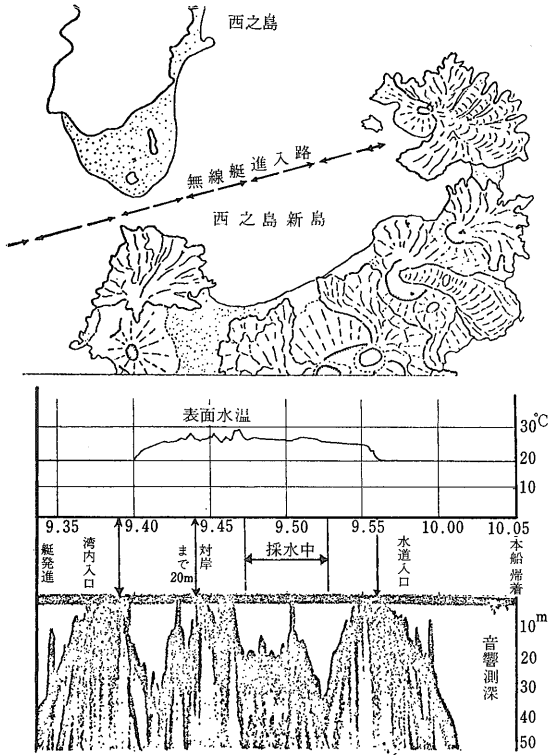 西之島
無線艇進入路
西之島新島
表面水温
30°C
20
10
9.35 9.40 9.45 9.50 9.55 10.00 10.05
艇発進
湾内入口
対岸
まで20m
採水中
水道入口
本船帰着
10m
20
30
40
50
音響測深